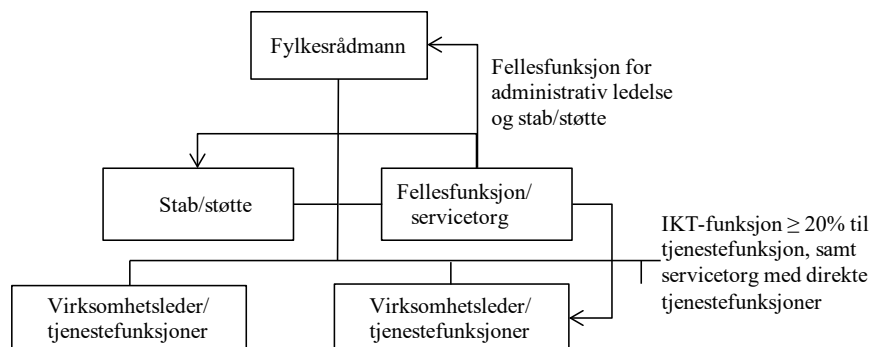 Fylkesrådmann
Fellesfunksjon for
administrativ ledelse
og stab/støtte
Stab/støtte
Fellesfunksjon/
servicetorg
IKT-funksjon ≥ 20% til
tjenestefunksjon, samt
servicetorg med direkte
tjenestefunksjoner
Virksomhetsleder/
tjenestefunksjoner
Virksomhetsleder/
tjenestefunksjoner